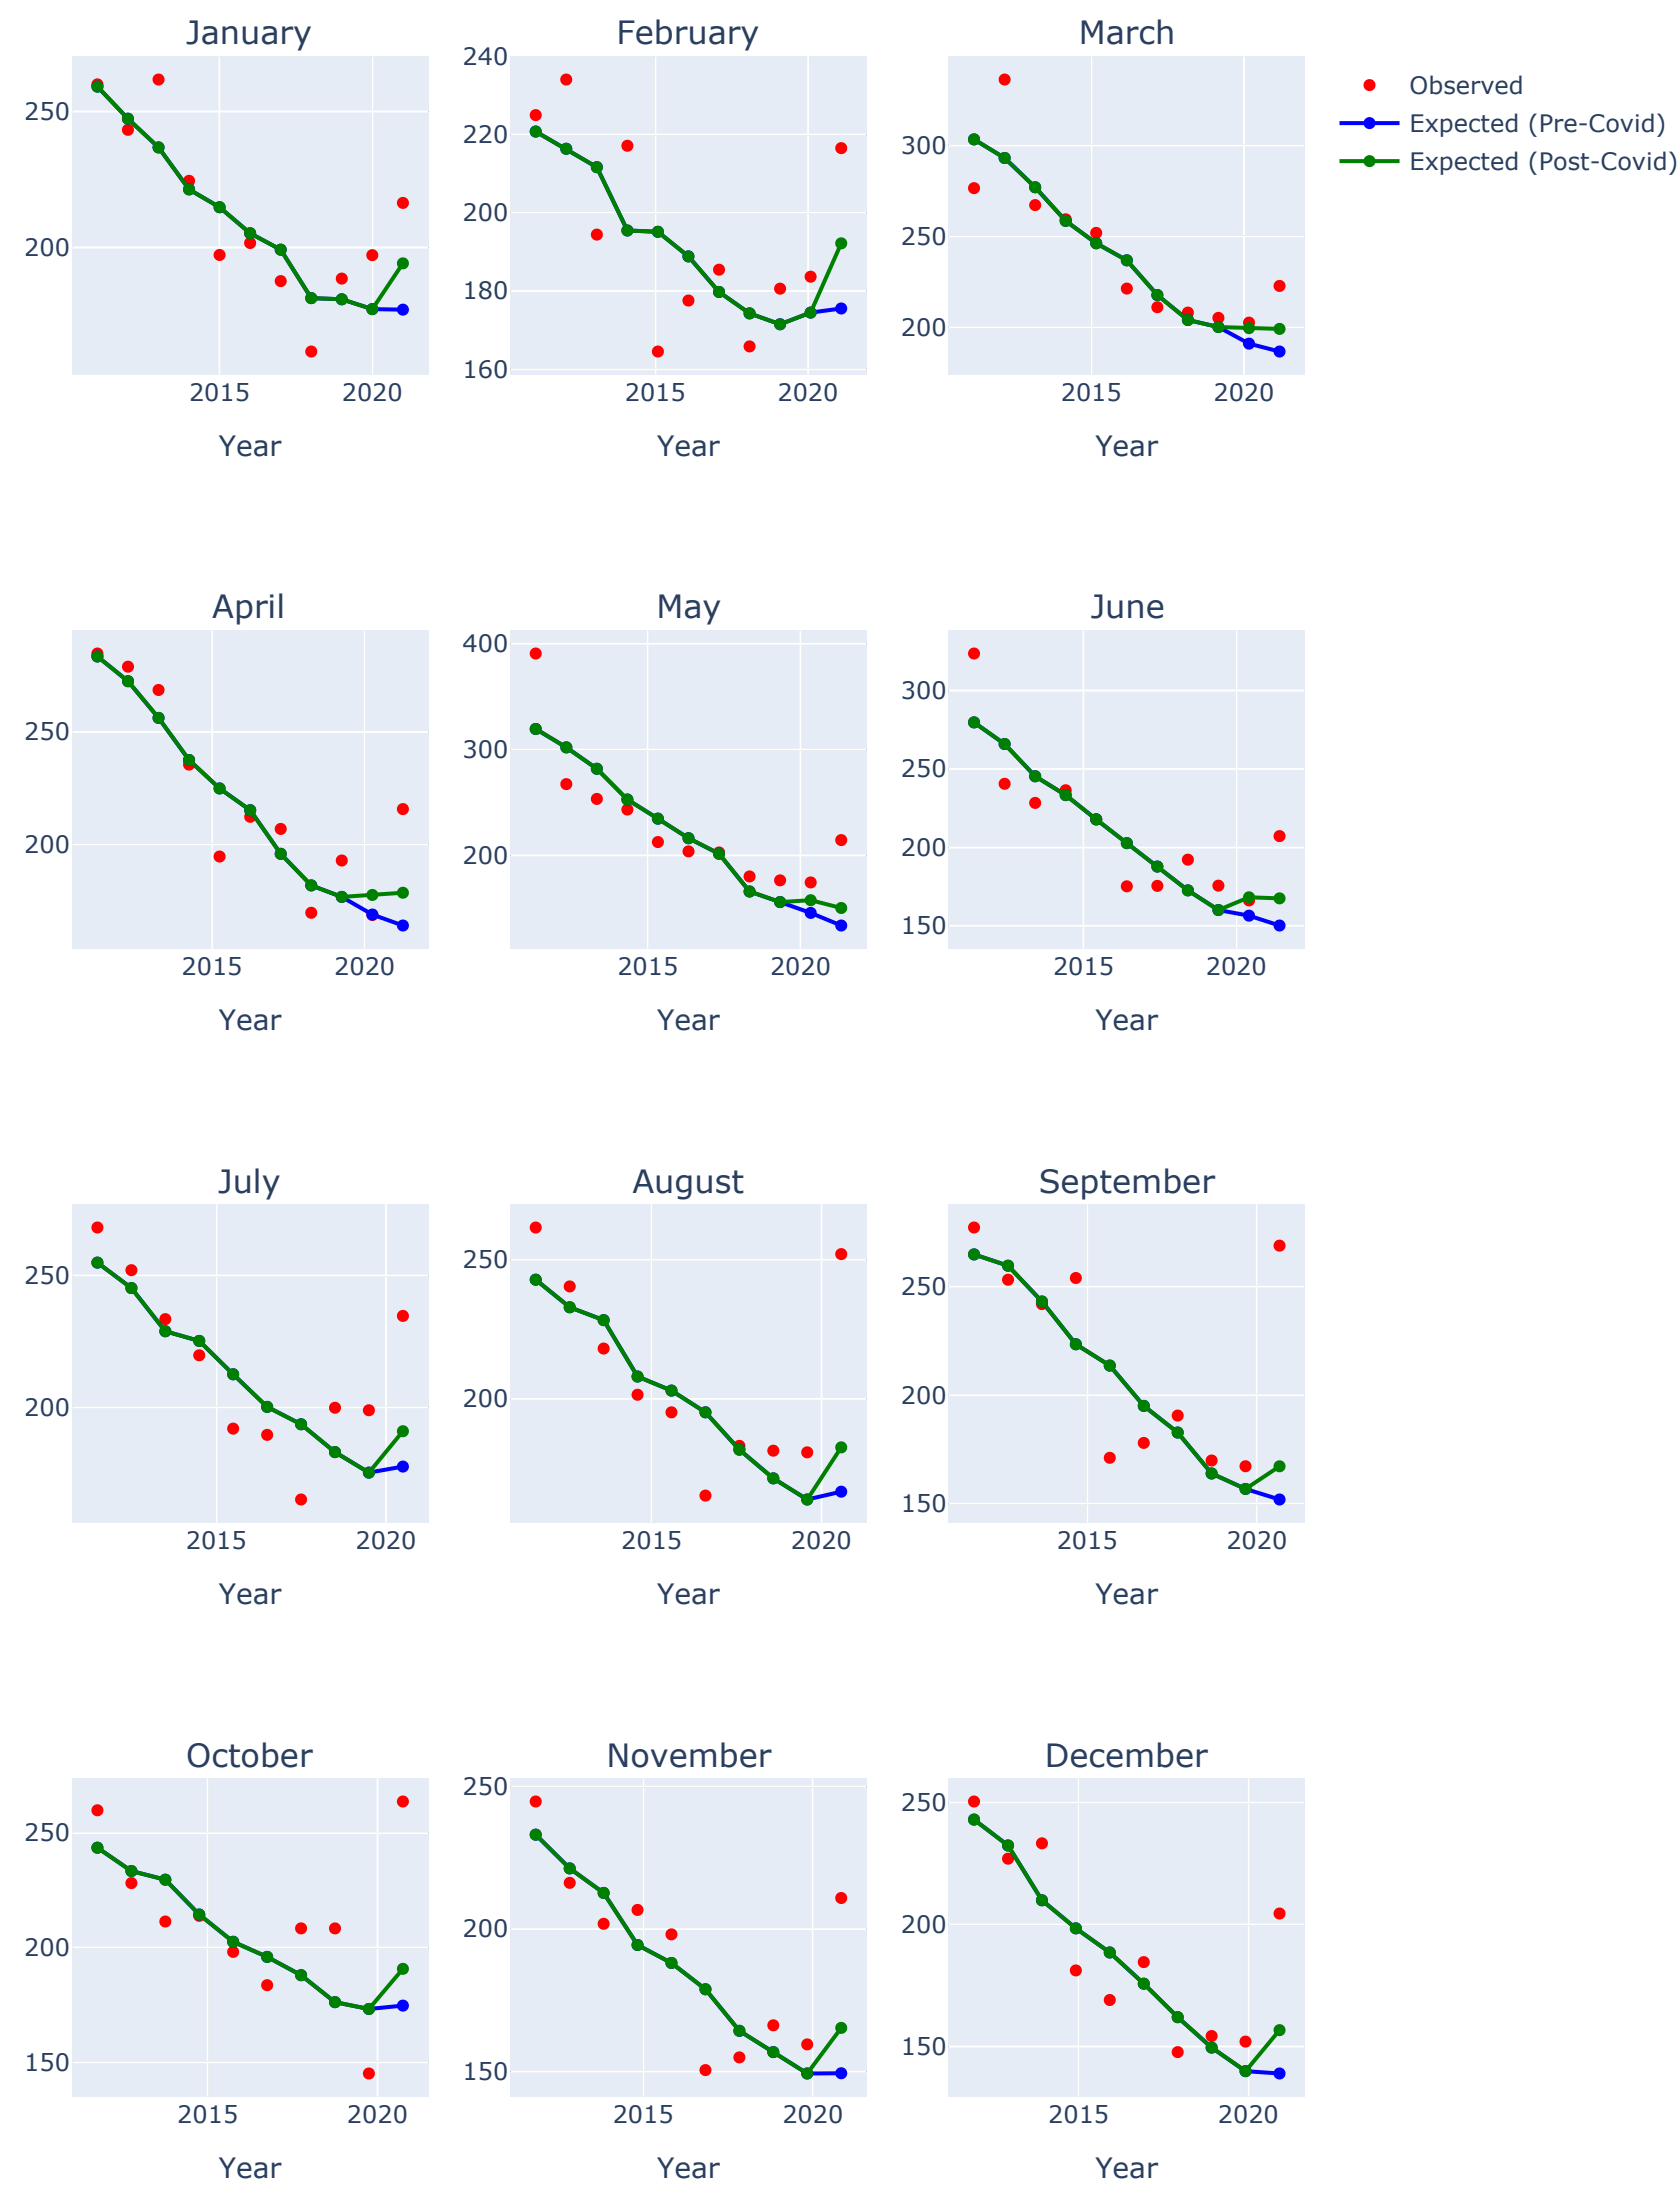 January
February
March
Observed
Expected (Pre-Covid)
Expected (Post-Covid)
250
200
2015
2020
Year
240
220
200
180
160
2015
2020
Year
300
250
200
2015
2020
Year
April
May
June
250
200
2015
2020
Year
400
300
200
2015
2020
Year
300
250
200
150
2015
2020
Year
July
August
September
250
200
2015
2020
Year
250
200
2015
2020
Year
250
200
150
2015
2020
Year
October
November
December
250
200
150
2015
2020
Year
250
200
150
2015
2020
Year
250
200
150
2015
2020
Year